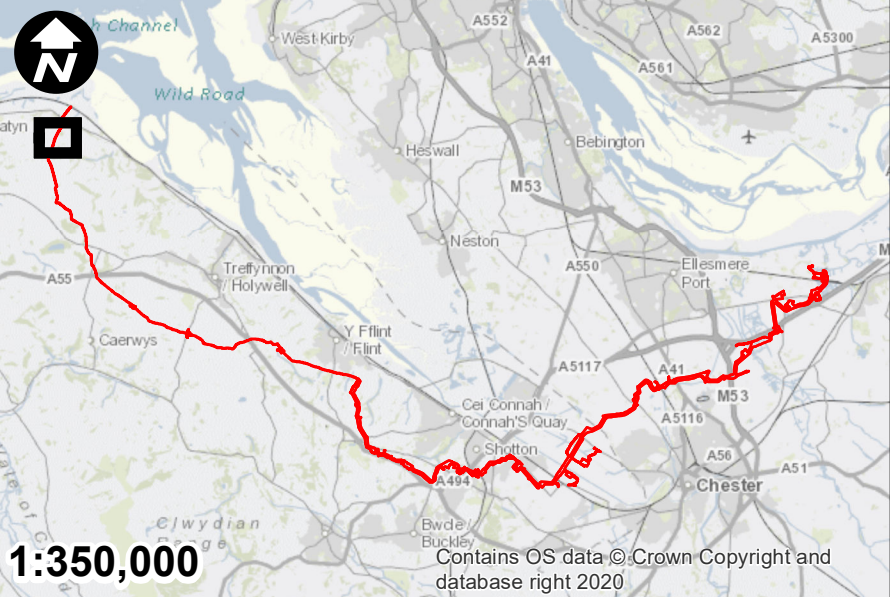 A552
A562
A5300
h Channel
West Kirby
A41
A561
Wild Road
N
atyn
Heswall
Bebington
M53
Neston
A55
Treffynnon
/ Holywell
A550
Ellesmere
Port
M
Caerwys
Y Fflint
/ Flint
A5117
A41
M53
Cei Connah /
Connah'S Quay
A5116
Shotton
A56
A51
A494
Chester
Clwydian
Range
Bwcle /
Buckley
1:350,000
Contains OS data © Crown Copyright and
database right 2020